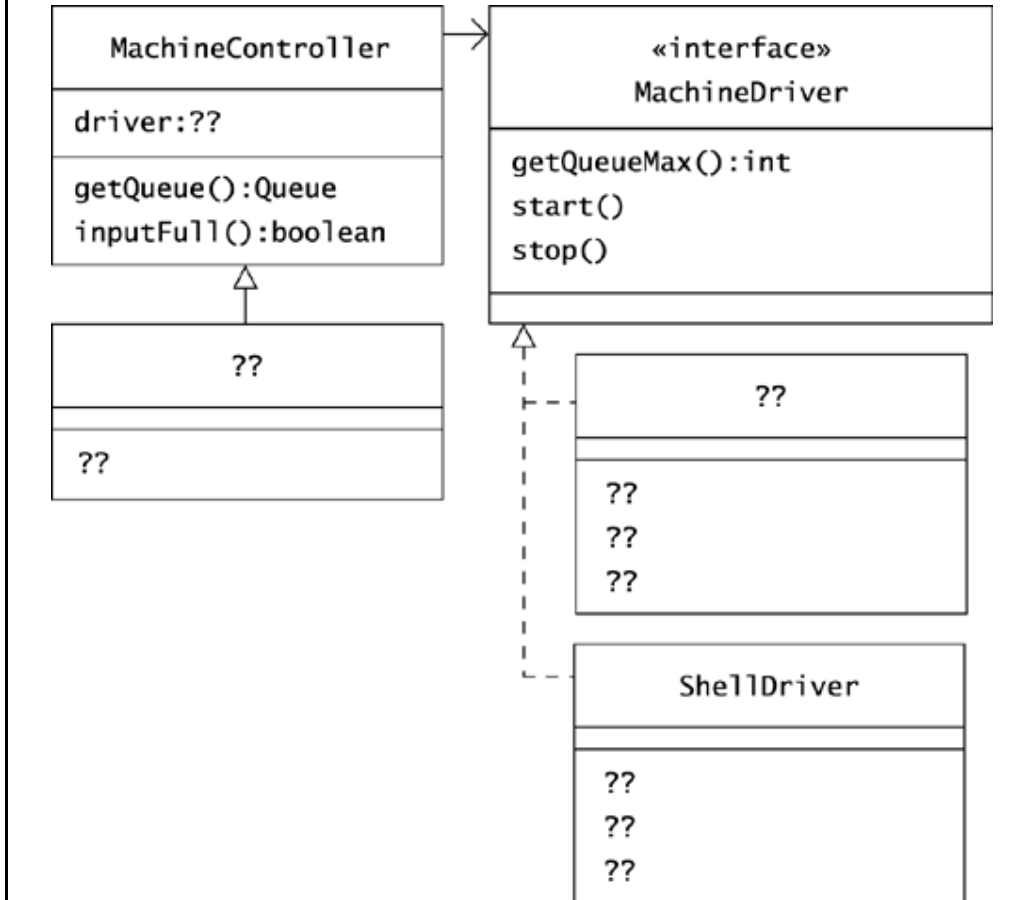 MachineController
driver:??
getQueue():Queue
inputFull():boolean
«interface»
MachineDriver
getQueueMax():int
start()
stop()
??
??
??
??
??
??
ShellDriver
??
??
??